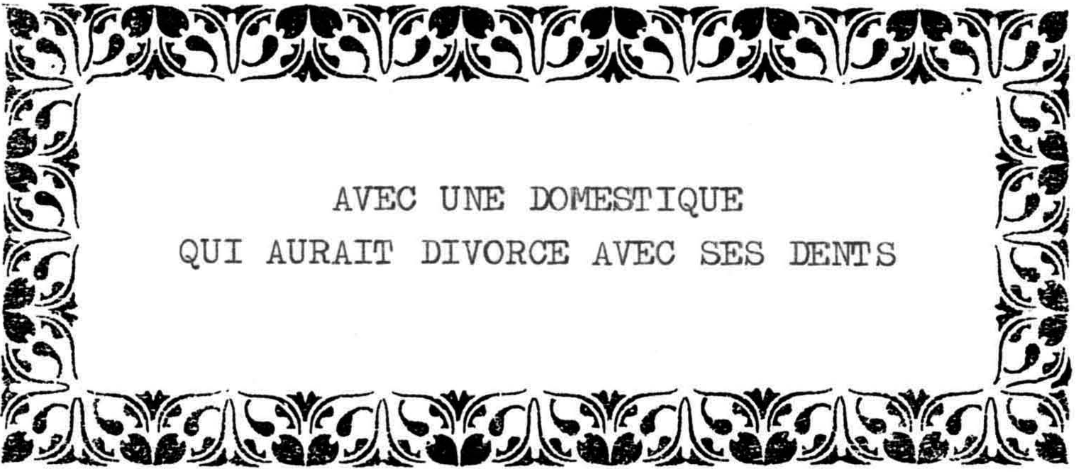 AVEC UNE DOMESTIQUE
QUI AURAIT DIVORCE AVEC SES DENTS